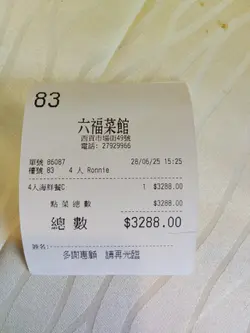 83
六福菜館
西貢市場街49號
電話: 27929966
單號 86087 28/06/25 15:25
樓號 83 4 人 Ronnie
4人海鮮餐C 1 $3288.00
點菜總數 $3288.00
總數 $3288.00
簽名:
多謝惠顧 請再光臨